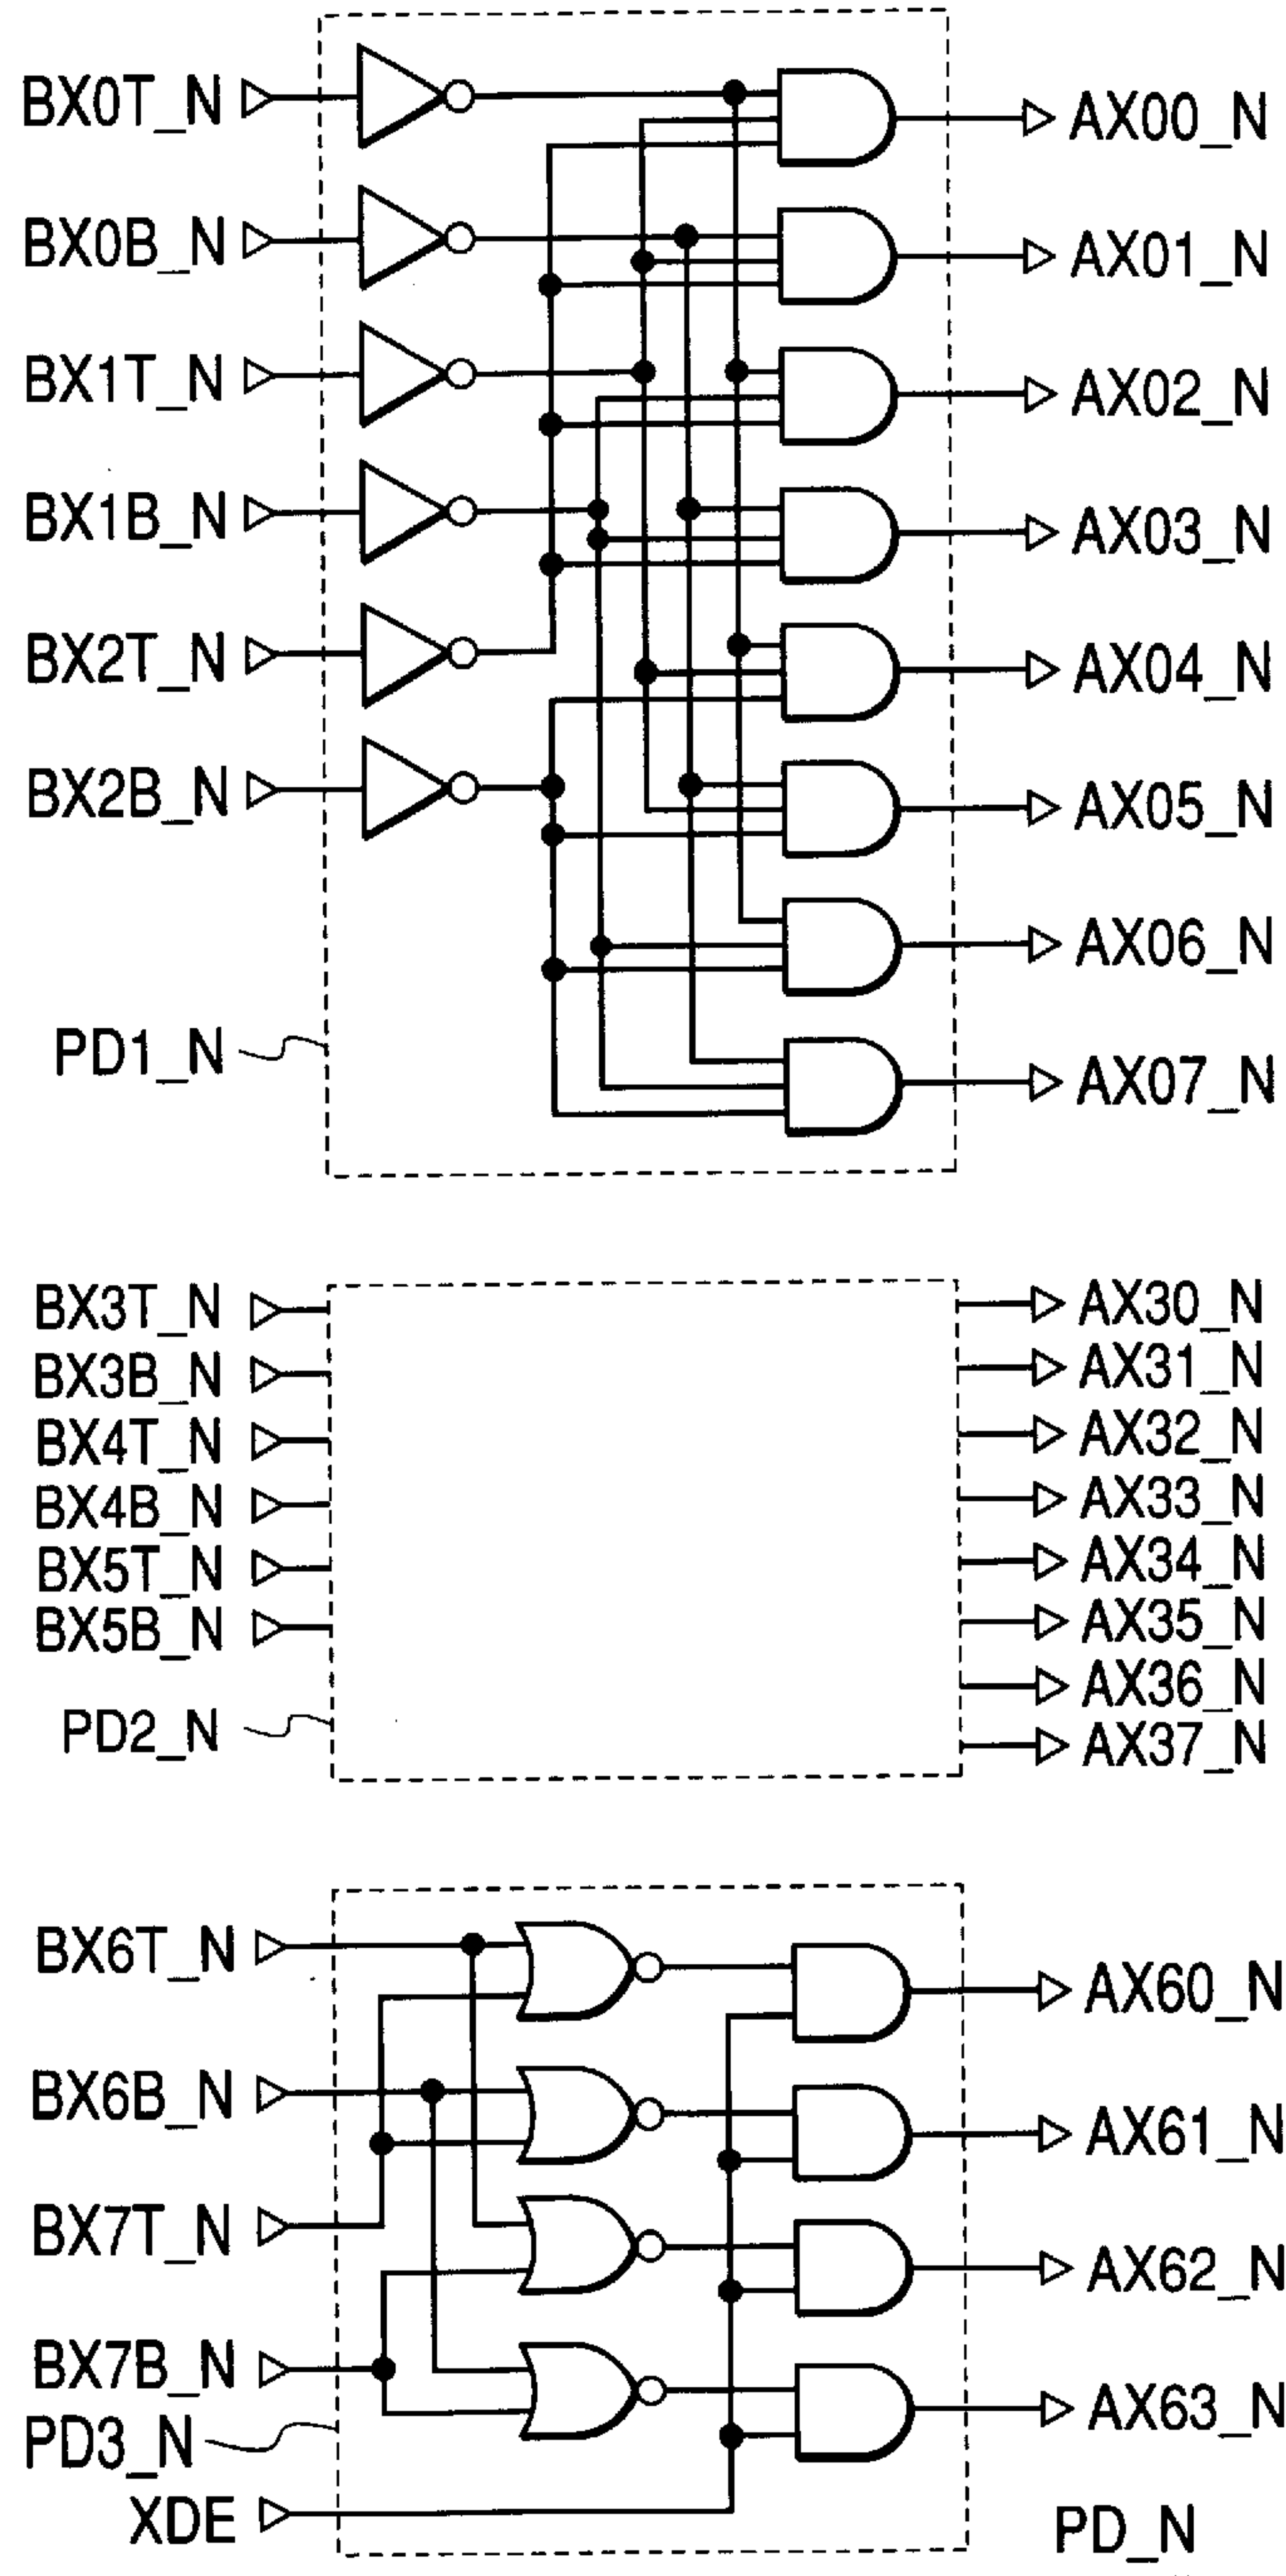 BX0T_N AX00_N
BX0B_N AX01_N
BX1T_N AX02_N
BX1B_N AX03_N
BX2T_N AX04_N
BX2B_N AX05_N
AX06_N
PD1_N AX07_N
BX3T_N AX30_N
BX3B_N AX31_N
BX4T_N AX32_N
BX4B_N AX33_N
BX5T_N AX34_N
BX5B_N AX35_N
AX36_N
PD2_N AX37_N
BX6T_N AX60_N
BX6B_N AX61_N
BX7T_N AX62_N
BX7B_N AX63_N
PD3_N
XDE PD_N